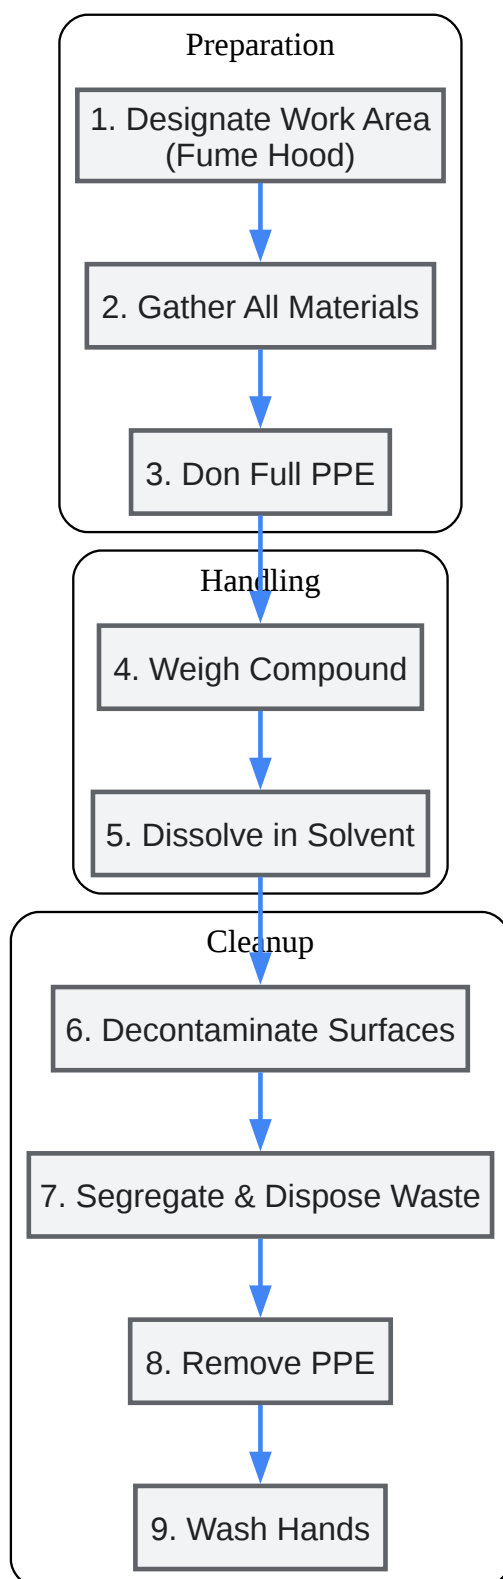 Preparation
1. Designate Work Area
(Fume Hood)
2. Gather All Materials
3. Don Full PPE
Handling
4. Weigh Compound
5. Dissolve in Solvent
Cleanup
6. Decontaminate Surfaces
7. Segregate & Dispose Waste
8. Remove PPE
9. Wash Hands